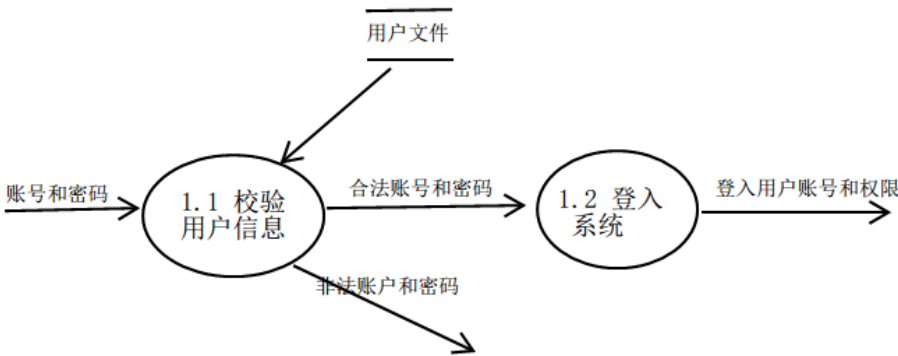 用户文件
账号和密码
1.1 校验
用户信息
合法账号和密码
1.2 登入
系统
登入用户账号和权限
非法账户和密码